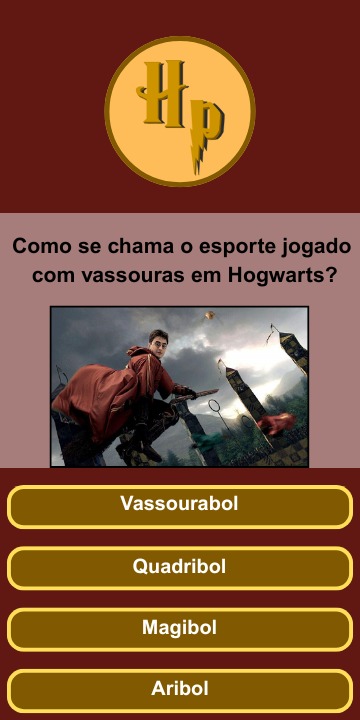 HP
Como se chama o esporte jogado
com vassouras em Hogwarts?
Vassourabol
Quadribol
Magibol
Aribol